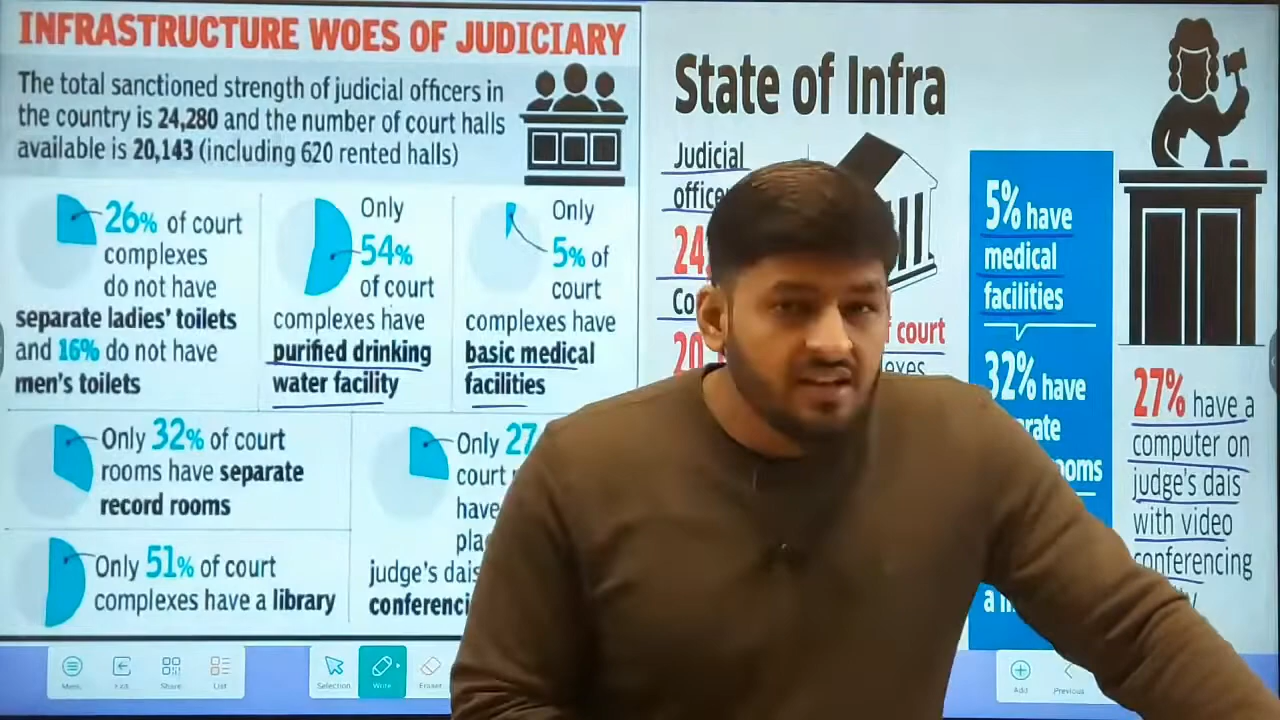 INFRASTRUCTURE WOES OF JUDICIARY
The total sanctioned strength of judicial officers in
the country is 24,280 and the number of court halls
available is 20,143 (including 620 rented halls)
26% of court
complexes
do not have
separate ladies' toilets
and 16% do not have
men's toilets
Only
54%
of court
complexes have
purified drinking
water facility
Only
5% of
court
complexes have
basic medical
facilities
Only 32% of court
rooms have separate
record rooms
Only 51% of court
complexes have a library
Only 27
court
have
judge's dais
State of Infra
Judicial
24
Co
20
court
5% have
medical
facilities
32% have
27% have a
computer on
judge's dais
with video
conferencing
Menu
Exit
Share
List
Selection
Write
Eraser
Add
Previous